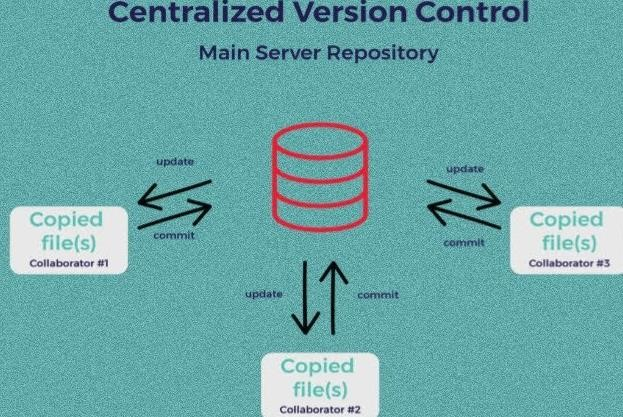 Centralized Version Control
Main Server Repository
update
commit
Copied
file(s)
Collaborator #1
update
commit
Copied
file(s)
Collaborator #3
update
commit
Copied
file(s)
Collaborator #2